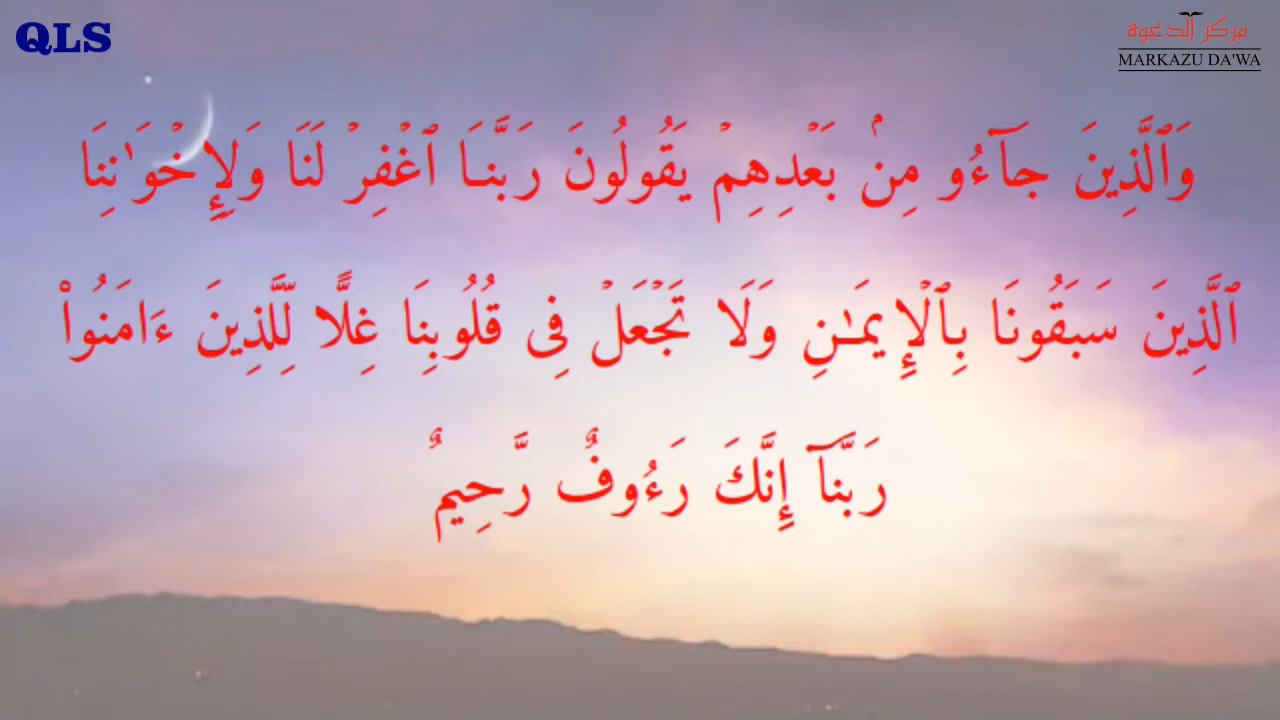 QLS
مركز الدعوة
MARKAZU DA'WA
وَٱلَّذِينَ جَآءُو مِنۢ بَعْدِهِمْ يَقُولُونَ رَبَّنَا ٱغْفِرْ لَنَا وَلِإِخْوَٰنِنَا
ٱلَّذِينَ سَبَقُونَا بِٱلْإِيمَـٰنِ وَلَا تَجْعَلْ فِى قُلُوبِنَا غِلًّا لِّلَّذِينَ ءَامَنُوا۟
رَبَّنَآ إِنَّكَ رَءُوفٌ رَّحِيمٌ